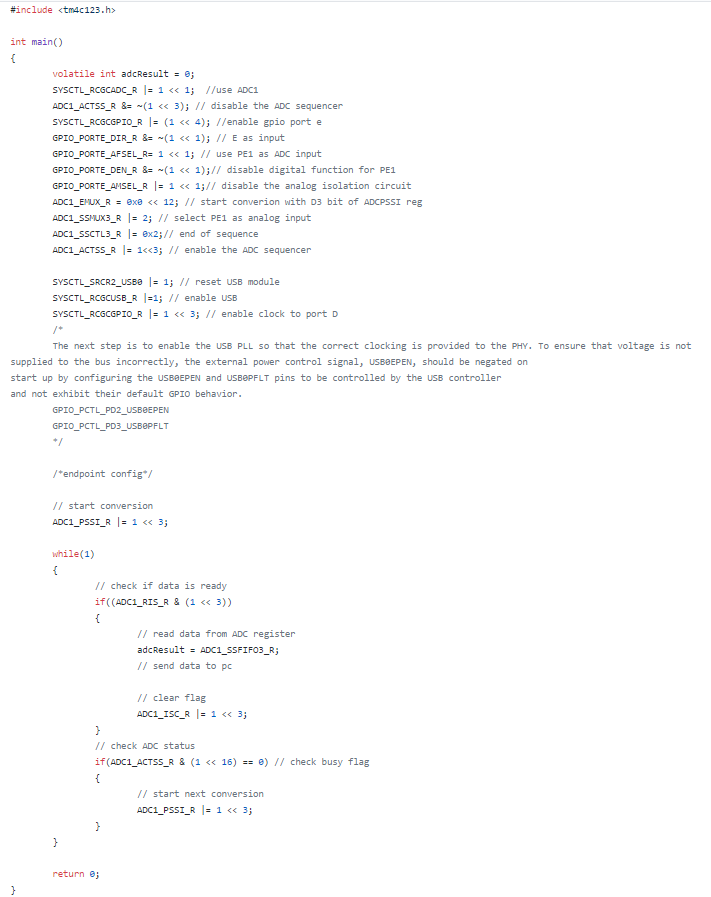 #include <tm4c123.h>
int main()
{
volatile int adcResult = 0;
SYSCTL_RCGCADC_R |= 1 << 1;  //use ADC1
ADC1_ACTSS_R &= ~(1 << 3); // disable the ADC sequencer
SYSCTL_RCGCGPIO_R |= (1 << 4); //enable gpio port e
GPIO_PORTE_DIR_R &= ~(1 << 1); // E as input
GPIO_PORTE_AFSEL_R= 1 << 1; // use PE1 as ADC input
GPIO_PORTE_DEN_R &= ~(1 << 1);// disable digital function for PE1
GPIO_PORTE_AMSEL_R |= 1 << 1;// disable the analog isolation circuit
ADC1_EMUX_R = 0x0 << 12; // start converion with D3 bit of ADCPSSI reg
ADC1_SSMUX3_R |= 2; // select PE1 as analog input
ADC1_SSCTL3_R |= 0x2;// end of sequence
ADC1_ACTSS_R |= 1<<3; // enable the ADC sequencer
SYSCTL_SRCR2_USB0 |= 1; // reset USB module
SYSCTL_RCGCUSB_R |=1; // enable USB
SYSCTL_RCGCGPIO_R |= 1 << 3; // enable clock to port D
/*
The next step is to enable the USB PLL so that the correct clocking is provided to the PHY. To ensure that voltage is not
supplied to the bus incorrectly, the external power control signal, USB0EPEN, should be negated on
start up by configuring the USB0EPEN and USB0PFLT pins to be controlled by the USB controller
and not exhibit their default GPIO behavior.
GPIO_PCTL_PD2_USB0EPEN
GPIO_PCTL_PD3_USB0PFLT
*/
/*endpoint config*/
// start conversion
ADC1_PSSI_R |= 1 << 3;
while(1)
{
// check if data is ready
if((ADC1_RIS_R & (1 << 3))
{
// read data from ADC register
adcResult = ADC1_SSFIFO3_R;
// send data to pc
// clear flag
ADC1_ISC_R |= 1 << 3;
}
// check ADC status
if(ADC1_ACTSS_R & (1 << 16) == 0) // check busy flag
{
// start next conversion
ADC1_PSSI_R |= 1 << 3;
}
}
return 0;
}